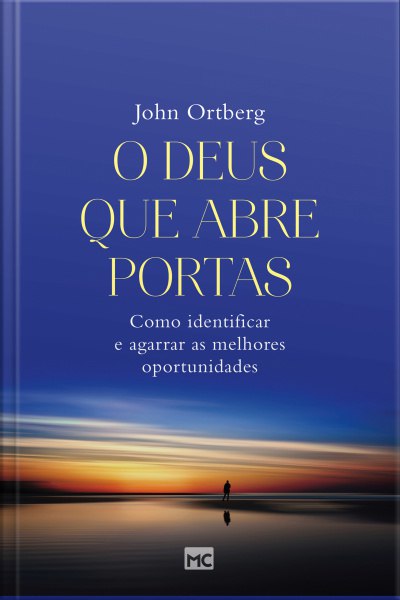 John Ortberg
O DEUS
QUE ABRE
PORTAS
Como identificar
e agarrar as melhores
oportunidades
MC